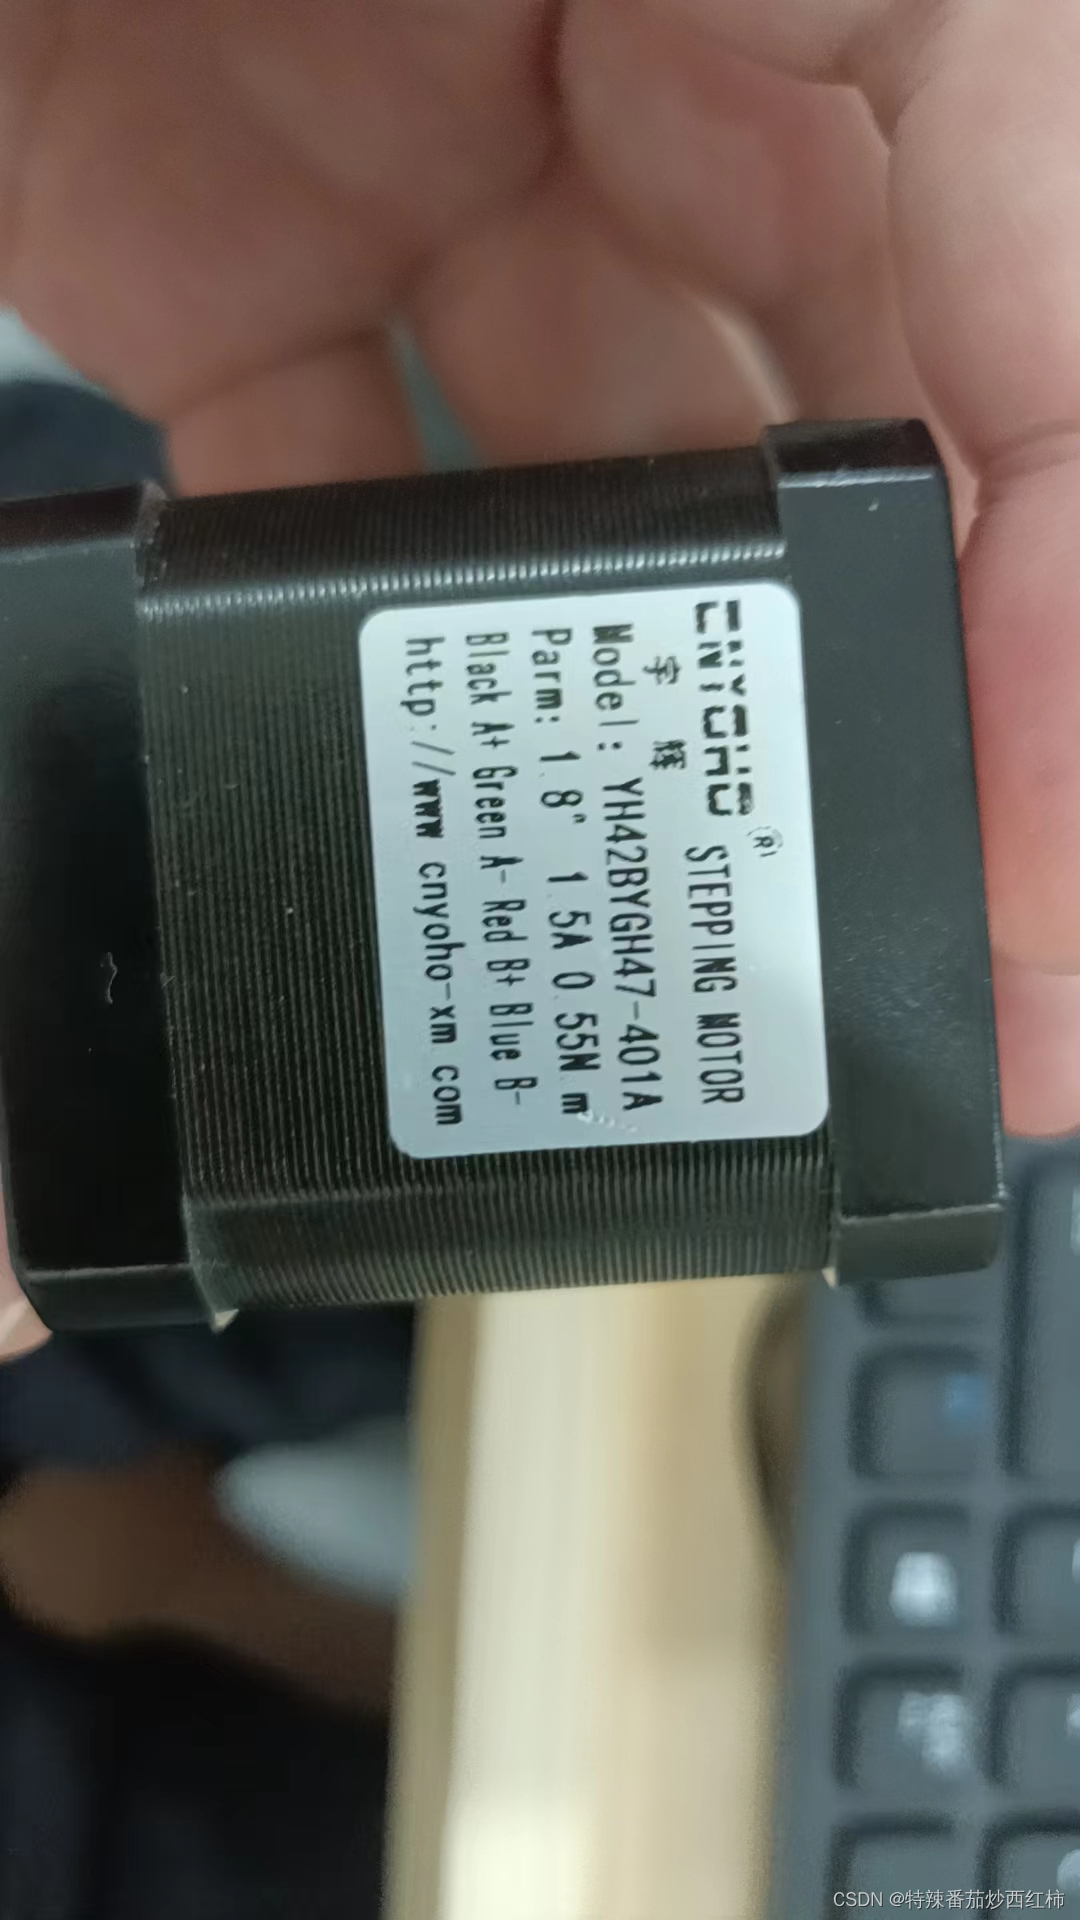 CNYOHO ®
宇 辉 STEPPING MOTOR
Model: YH42BYGH47-401A
Parm: 1.8° 1.5A 0.55N.m
Black A+ Green A- Red B+ Blue B-
http://www.cnyoho-xm.com
CSDN @特辣番茄炒西红柿